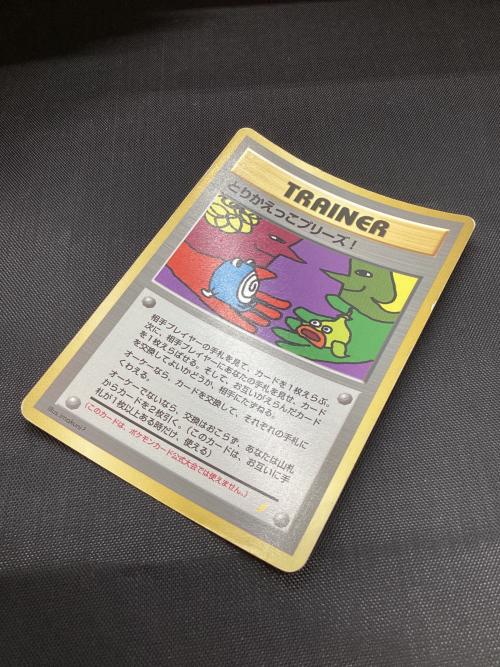 TRAINER
とりかえっこプリーズ！
相手プレイヤーの手札を見て、カードを1枚えらぶ。
次に、相手プレイヤーにあなたの手札を見せ、カード
を1枚えらばせる。そして、お互いがえらんだカード
を交換してよいかどうか、相手にたずねる。
オーケーなら、カードを交換して、それぞれの手札に
くわえる。
オーケーでないなら、交換はおこらず、あなたは山札
からカードを2枚引く。（このカードは、お互いに手
札が1枚以上ある時だけ、使える）
（このカードは、ポケモンカード公式大会では使えません。）
Illus.imakuni?